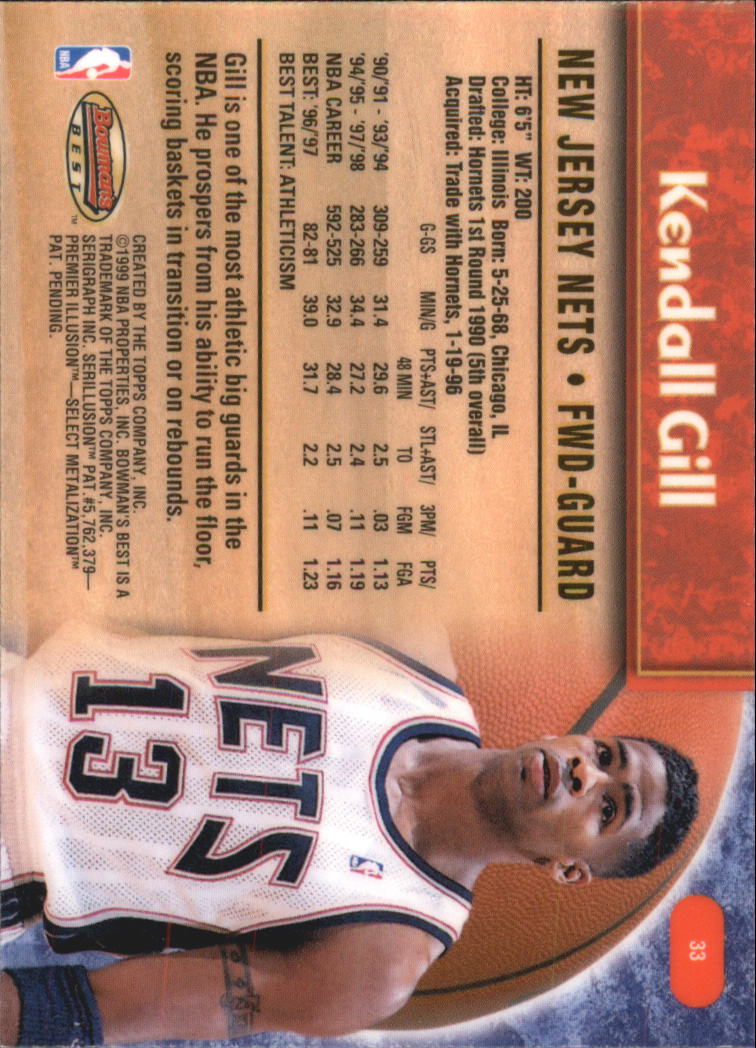 Kendall Gill
33
NEW JERSEY NETS • FWD-GUARD
HT: 6'5" WT: 200
College: Illinois Born: 5-25-68, Chicago, IL
Drafted: Hornets 1st Round 1990 (5th overall)
Acquired: Trade with Hornets, 1-19-96
G-GS MIN/G PTS+AST/ 48 MIN STL+AST/ TO 3PM/ FGM PTS/ FGA
'90/'91 - '93/'94 309-259 31.4 29.6 2.5 .03 1.13
'94/'95 - '97/'98 283-266 34.4 27.2 2.4 .11 1.19
NBA CAREER 592-525 32.9 28.4 2.5 .07 1.16
BEST: '96/'97 82-81 39.0 31.7 2.2 .11 1.23
BEST TALENT: ATHLETICISM
Gill is one of the most athletic big guards in the
NBA. He prospers from his ability to run the floor,
scoring baskets in transition or on rebounds.
NBA
Bowman's
BEST
™
CREATED BY THE TOPPS COMPANY, INC.
©1999 NBA PROPERTIES, INC. BOWMAN'S BEST IS A
TRADEMARK OF THE TOPPS COMPANY, INC.
SERIGRAPH INC. SERILLUSION™ PAT. #5,762,379—
PREMIER ILLUSION™—SELECT METALIZATION™
PAT. PENDING.
NETS
13